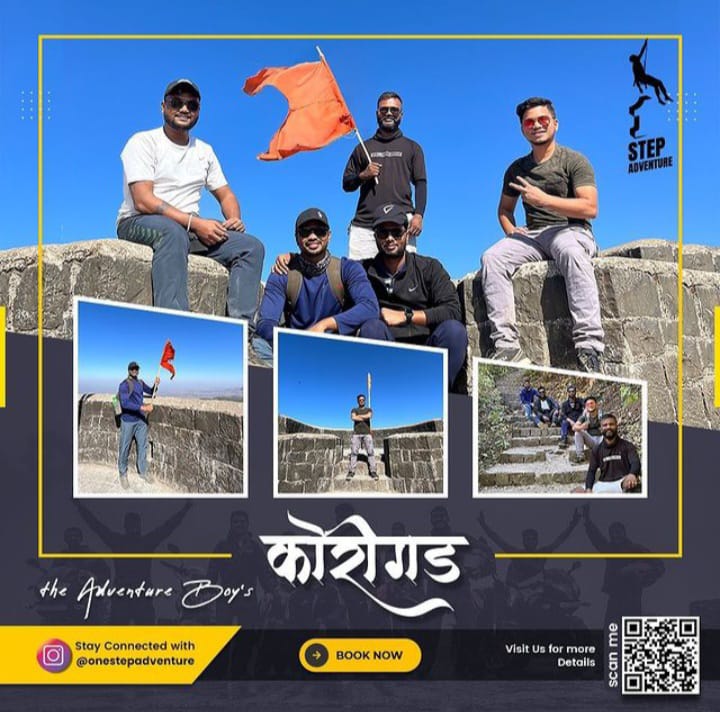 STEP
ADVENTURE
कोरीगड
the Adventure Boy's
Stay Connected with
@onestepadventure
BOOK NOW
Visit Us for more
Details
scan me